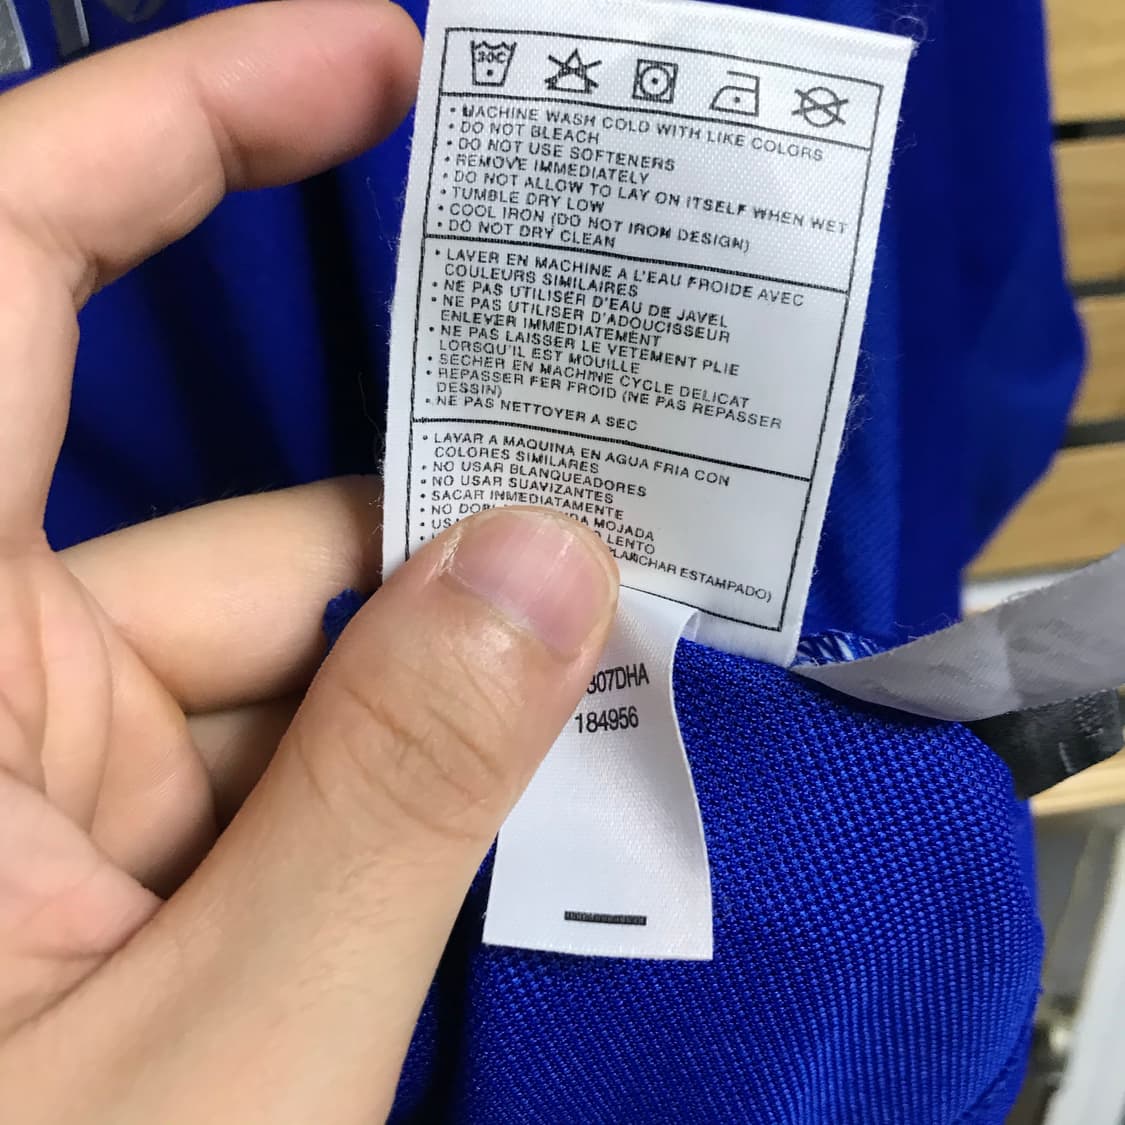 30C
• MACHINE WASH COLD WITH LIKE COLORS
• DO NOT BLEACH
• DO NOT USE SOFTENERS
• REMOVE IMMEDIATELY
• DO NOT ALLOW TO LAY ON ITSELF WHEN WET
• TUMBLE DRY LOW
• COOL IRON (DO NOT IRON DESIGN)
• DO NOT DRY CLEAN
• LAVER EN MACHINE A L'EAU FROIDE AVEC
COULEURS SIMILAIRES
• NE PAS UTILISER D'EAU DE JAVEL
• NE PAS UTILISER D'ADOUCISSEUR
ENLEVER IMMEDIATEMENT
• NE PAS LAISSER LE VETEMENT PLIE
LORSQU'IL EST MOUILLE
• SECHER EN MACHINE CYCLE DELICAT
• REPASSER FER FROID (NE PAS REPASSER
DESSIN)
• NE PAS NETTOYER A SEC
• LAVAR A MAQUINA EN AGUA FRIA CON
COLORES SIMILARES
• NO USAR BLANQUEADORES
• NO USAR SUAVIZANTES
• SACAR INMEDIATAMENTE
• NO MOJADA
• LENTO
• PLANCHAR ESTAMPADO)
307DHA
184956